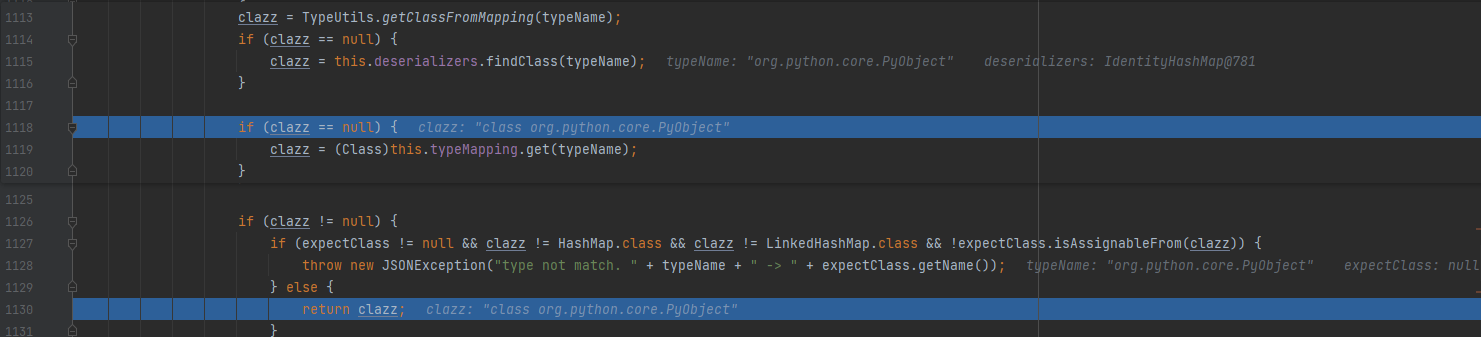 1113 clazz = TypeUtils.getClassFromMapping(typeName);
1114 if (clazz == null) {
1115 clazz = this.deserializers.findClass(typeName); typeName: "org.python.core.PyObject" deserializers: IdentityHashMap@781
1116 }
1117
1118 if (clazz == null) { clazz: "class org.python.core.PyObject"
1119 clazz = (Class)this.typeMapping.get(typeName);
1120 }
1125
1126 if (clazz != null) {
1127 if (expectClass != null && clazz != HashMap.class && clazz != LinkedHashMap.class && !expectClass.isAssignableFrom(clazz)) {
1128 throw new JSONException("type not match. " + typeName + " -> " + expectClass.getName()); typeName: "org.python.core.PyObject" expectClass: null
1129 } else {
1130 return clazz; clazz: "class org.python.core.PyObject"
1131 }